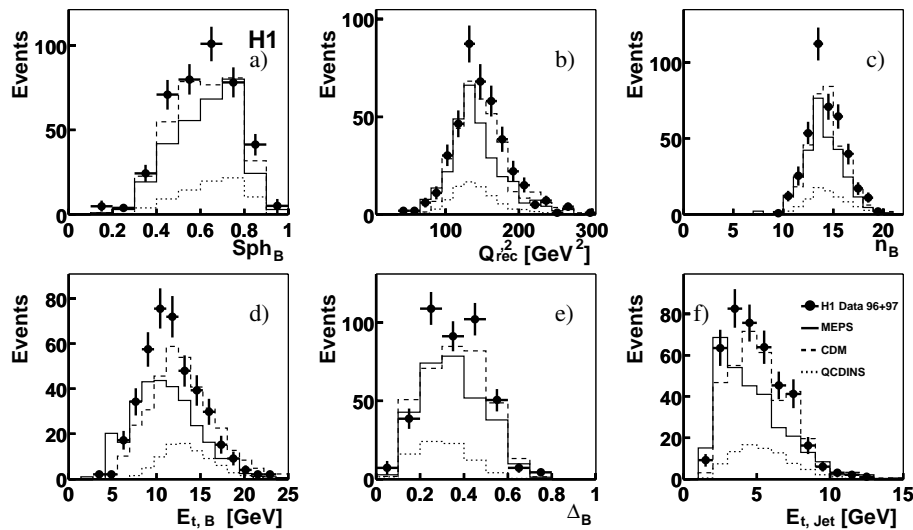 Events
100
50
0
H1
a)
0 0.2 0.4 0.6 0.8 1
Sph_B
Events
100
50
0
b)
0 100 200 300
Q'^2_rec [GeV^2]
Events
100
50
0
c)
0 5 10 15 20
n_B
Events
80
60
40
20
0
d)
0 5 10 15 20 25
E_t, B [GeV]
Events
100
50
0
e)
0 0.2 0.4 0.6 0.8 1
Δ_B
Events
80
60
40
20
0
f)
H1 Data 96+97
MEPS
CDM
QCDINS
0 5 10 15
E_t, Jet [GeV]